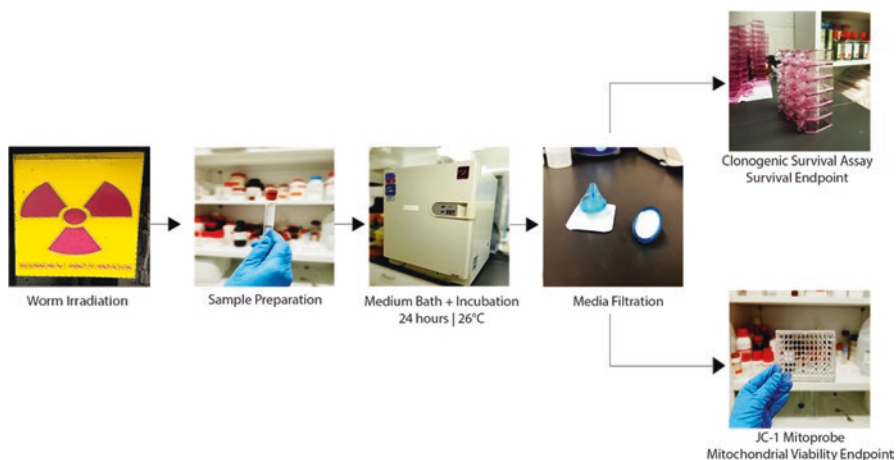 Worm Irradiation
Sample Preparation
Medium Bath + Incubation
24 hours | 26°C
Media Filtration
Clonogenic Survival Assay
Survival Endpoint
JC-1 Mitoprobe
Mitochondrial Viability Endpoint